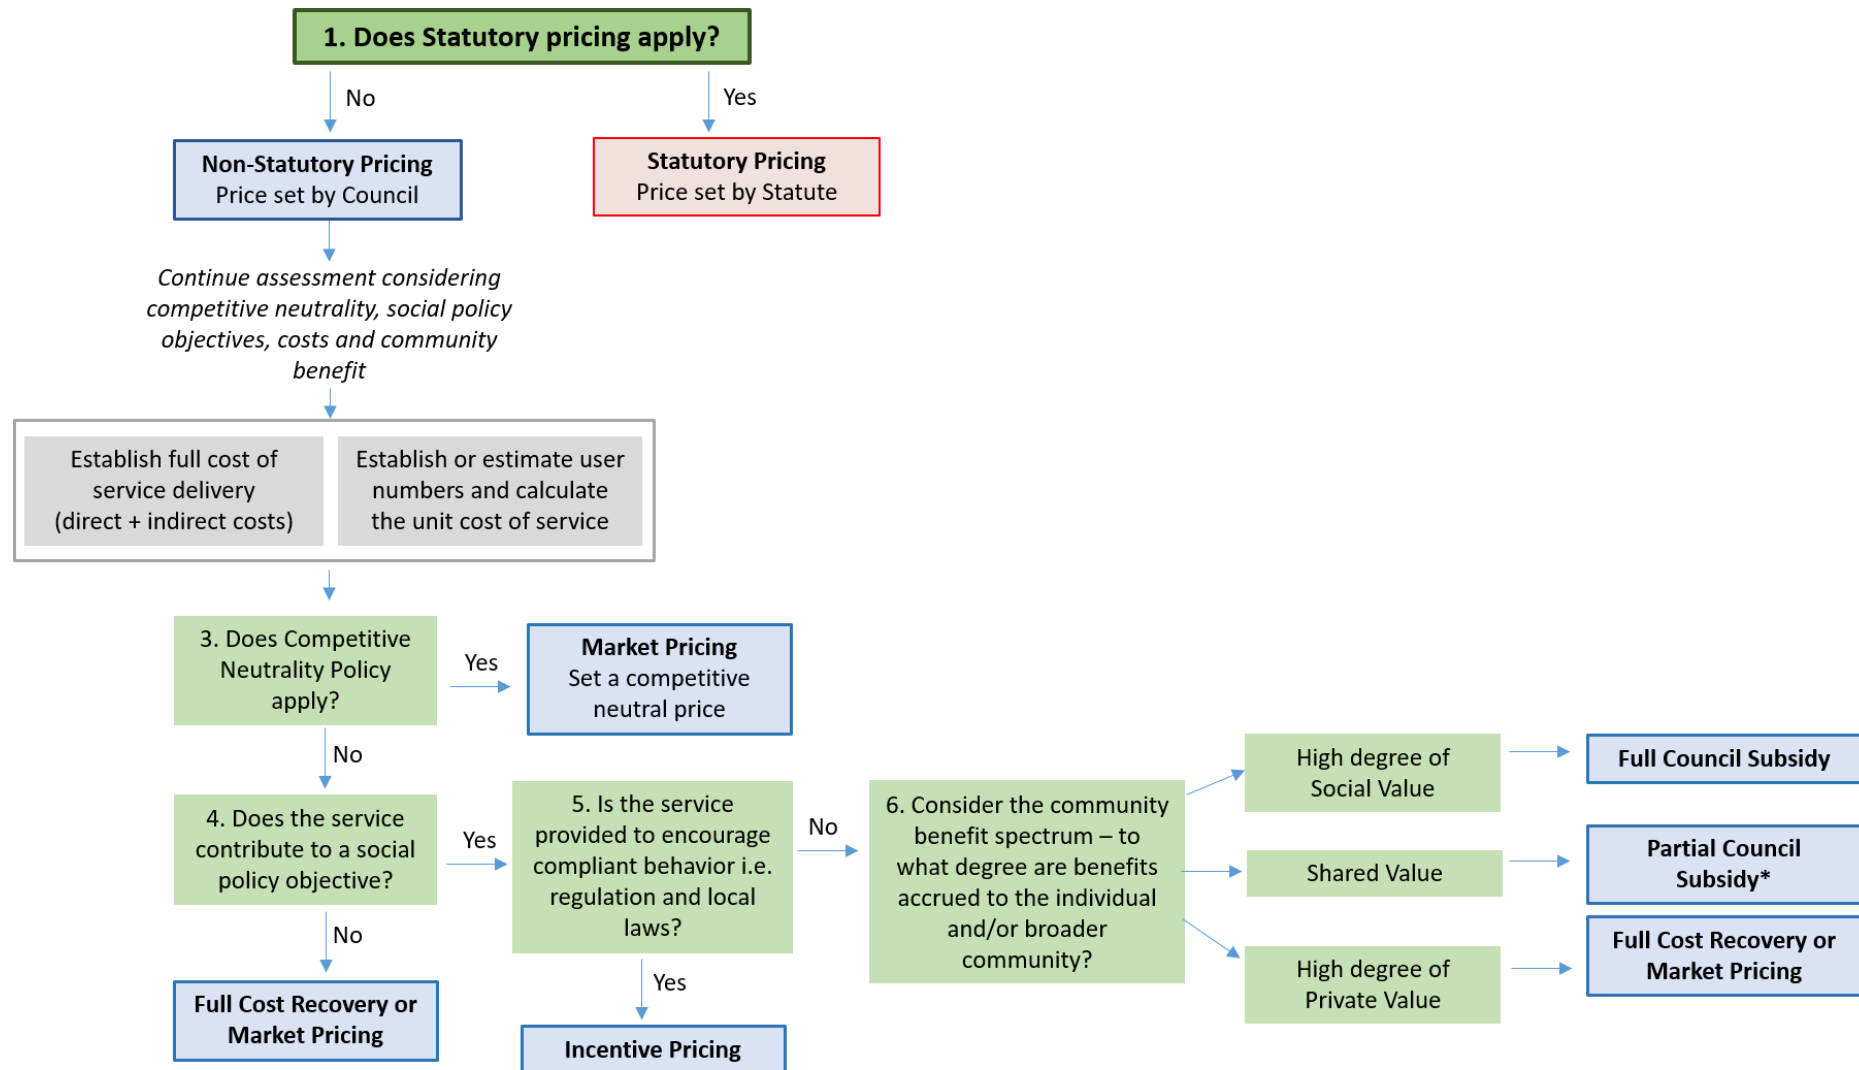 1. Does Statutory pricing apply?
No
Yes
Non-Statutory Pricing
Price set by Council
Statutory Pricing
Price set by Statute
Continue assessment considering
competitive neutrality, social policy
objectives, costs and community
benefit
Establish full cost of
service delivery
(direct + indirect costs)
Establish or estimate user
numbers and calculate
the unit cost of service
3. Does Competitive
Neutrality Policy
apply?
Yes
Market Pricing
Set a competitive
neutral price
No
4. Does the service
contribute to a social
policy objective?
Yes
5. Is the service
provided to encourage
compliant behavior i.e.
regulation and local
laws?
No
6. Consider the community
benefit spectrum – to
what degree are benefits
accrued to the individual
and/or broader
community?
High degree of
Social Value
Full Council Subsidy
Shared Value
Partial Council
Subsidy*
High degree of
Private Value
Full Cost Recovery or
Market Pricing
No
Full Cost Recovery or
Market Pricing
Yes
Incentive Pricing